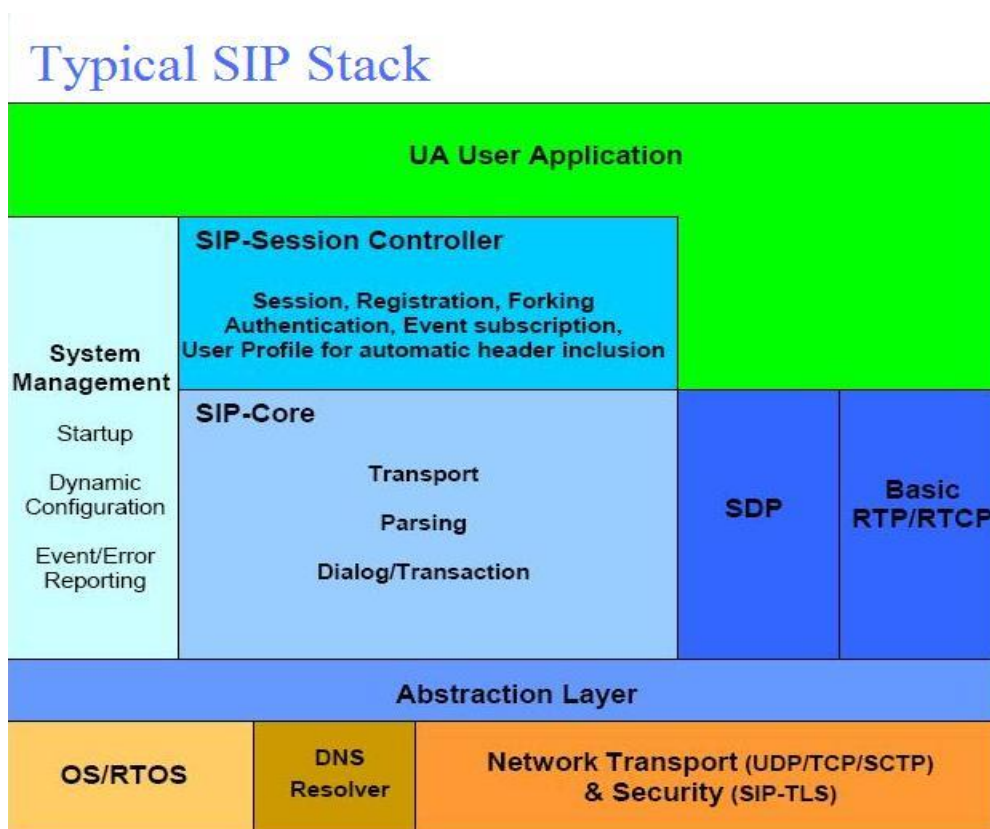 Typical SIP Stack
UA User Application
SIP-Session Controller
Session, Registration, Forking
Authentication, Event subscription,
User Profile for automatic header inclusion
System
Management
Startup
Dynamic
Configuration
Event/Error
Reporting
SIP-Core
Transport
Parsing
Dialog/Transaction
SDP
Basic
RTP/RTCP
Abstraction Layer
OS/RTOS
DNS
Resolver
Network Transport (UDP/TCP/SCTP)
& Security (SIP-TLS)